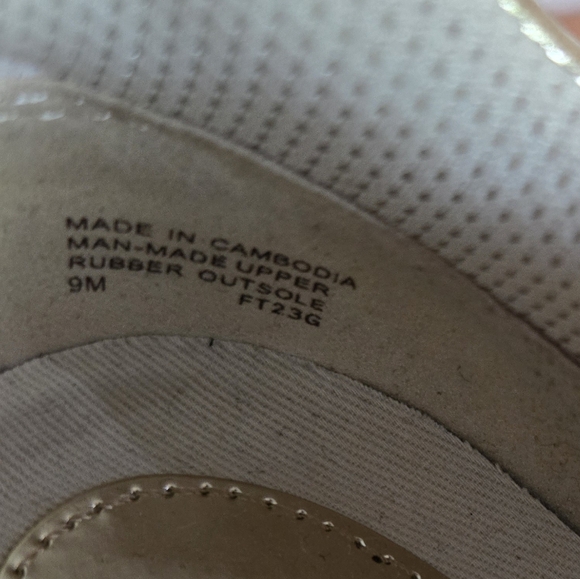 MADE IN CAMBODIA
MAN-MADE UPPER
RUBBER OUTSOLE
9M FT23G